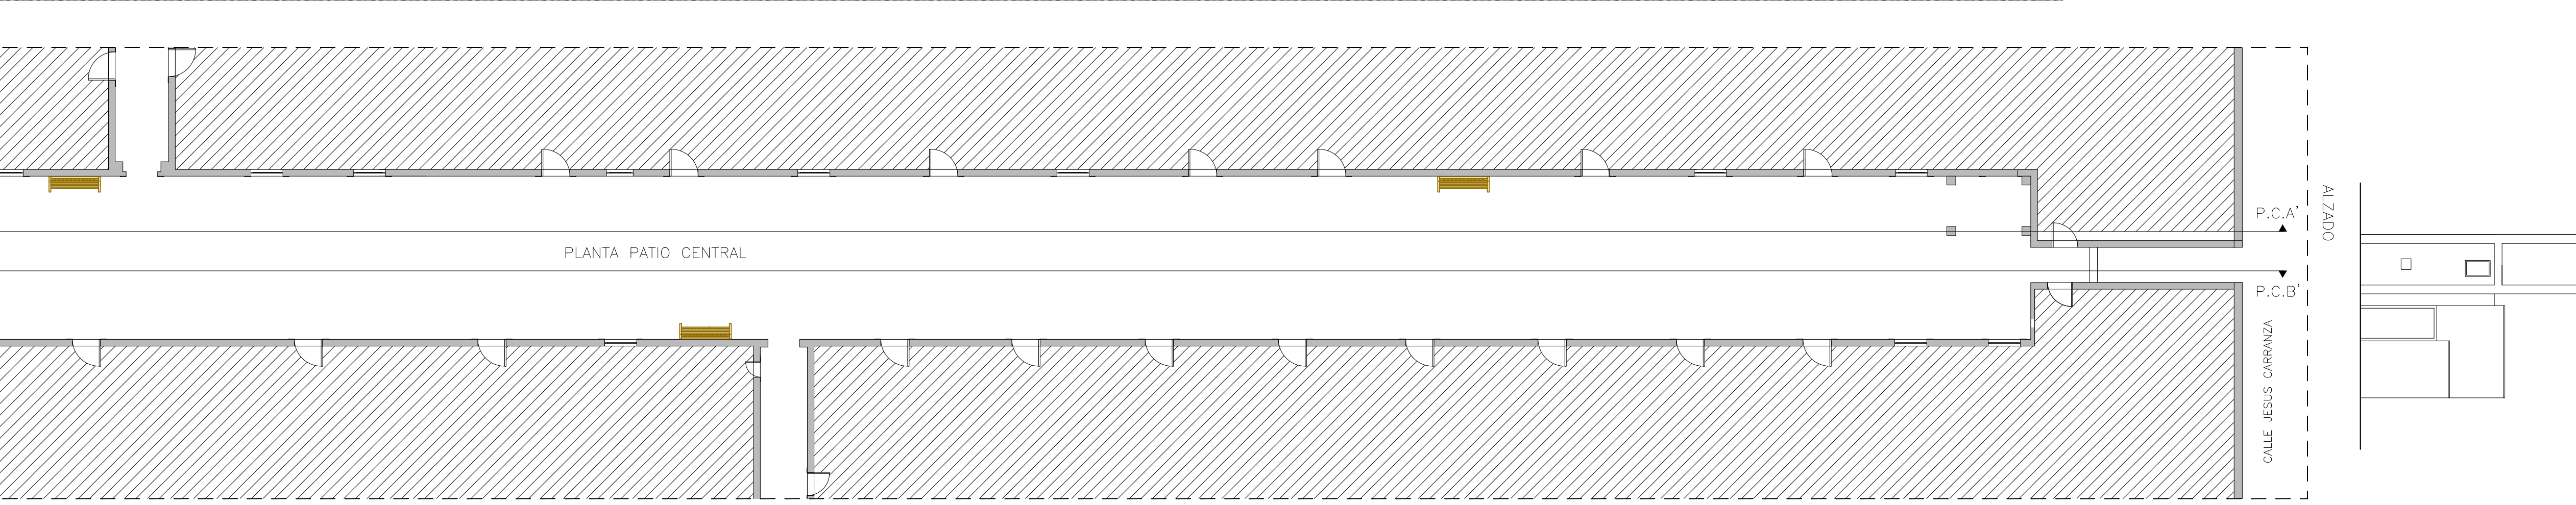 PLANTA PATIO CENTRAL
P.C.A'
P.C.B'
CALLE JESUS CARRANZA
ALZADO